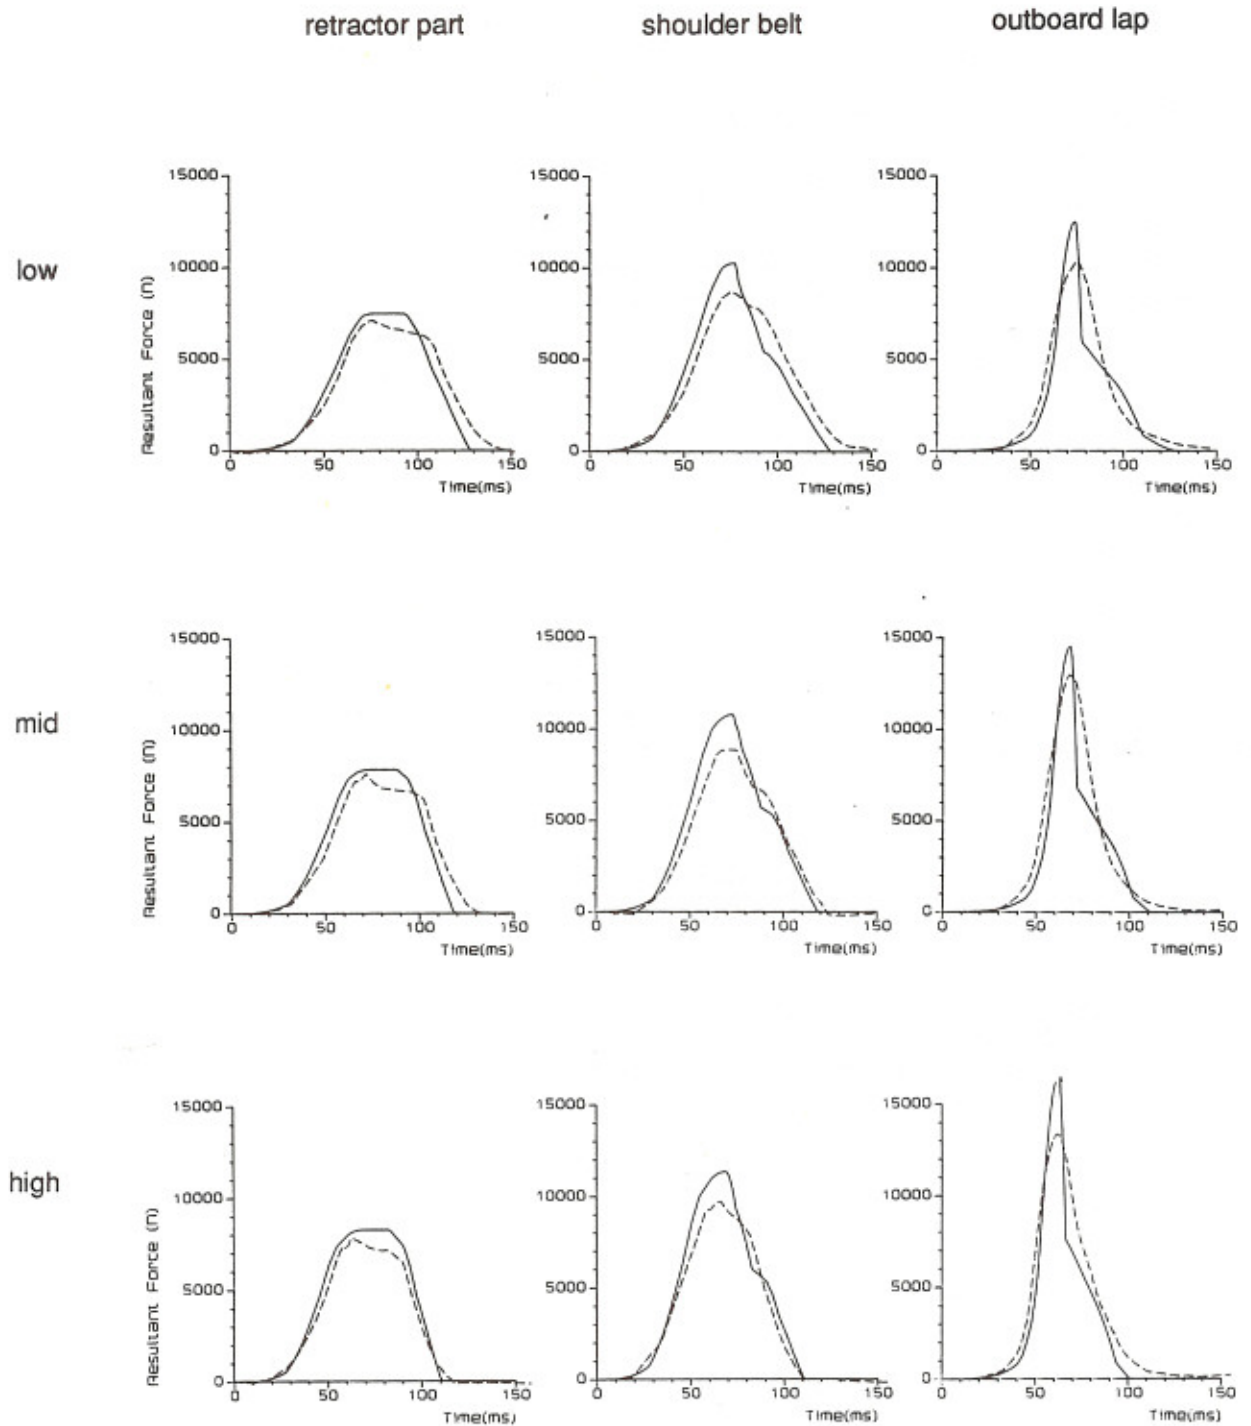 retractor part shoulder belt outboard lap
low
15000 15000 15000
10000 10000 10000
5000 5000 5000
0 0 0
0 50 100 150 0 50 100 150 0 50 100 150
Resultant Force (N)
Time(ms) Time(ms) Time(ms)
mid
15000 15000 15000
10000 10000 10000
5000 5000 5000
0 0 0
0 50 100 150 0 50 100 150 0 50 100 150
Resultant Force (N)
Time(ms) Time(ms) Time(ms)
high
15000 15000 15000
10000 10000 10000
5000 5000 5000
0 0 0
0 50 100 150 0 50 100 150 0 50 100 150
Resultant Force (N)
Time(ms) Time(ms) Time(ms)